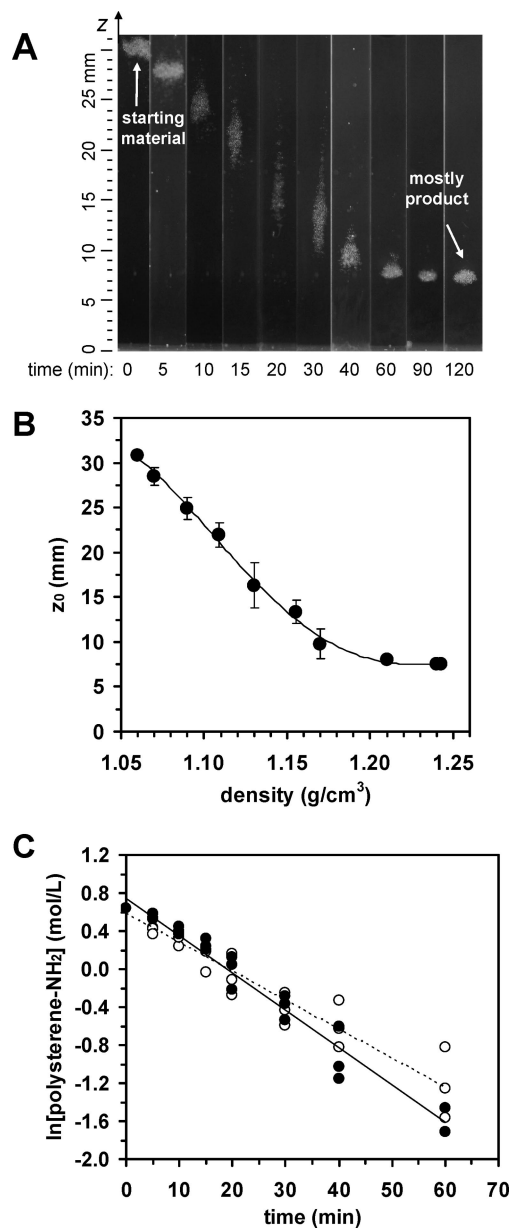 A
z
25 mm
20
15
10
5
0
starting
material
mostly
product
time (min): 0 5 10 15 20 30 40 60 90 120
B
35
30
25
20
15
10
5
0
z0 (mm)
1.05 1.10 1.15 1.20 1.25
density (g/cm³)
C
1.2
0.8
0.4
0.0
-0.4
-0.8
-1.2
-1.6
-2.0
ln[polysterene-NH₂] (mol/L)
0 10 20 30 40 50 60 70
time (min)